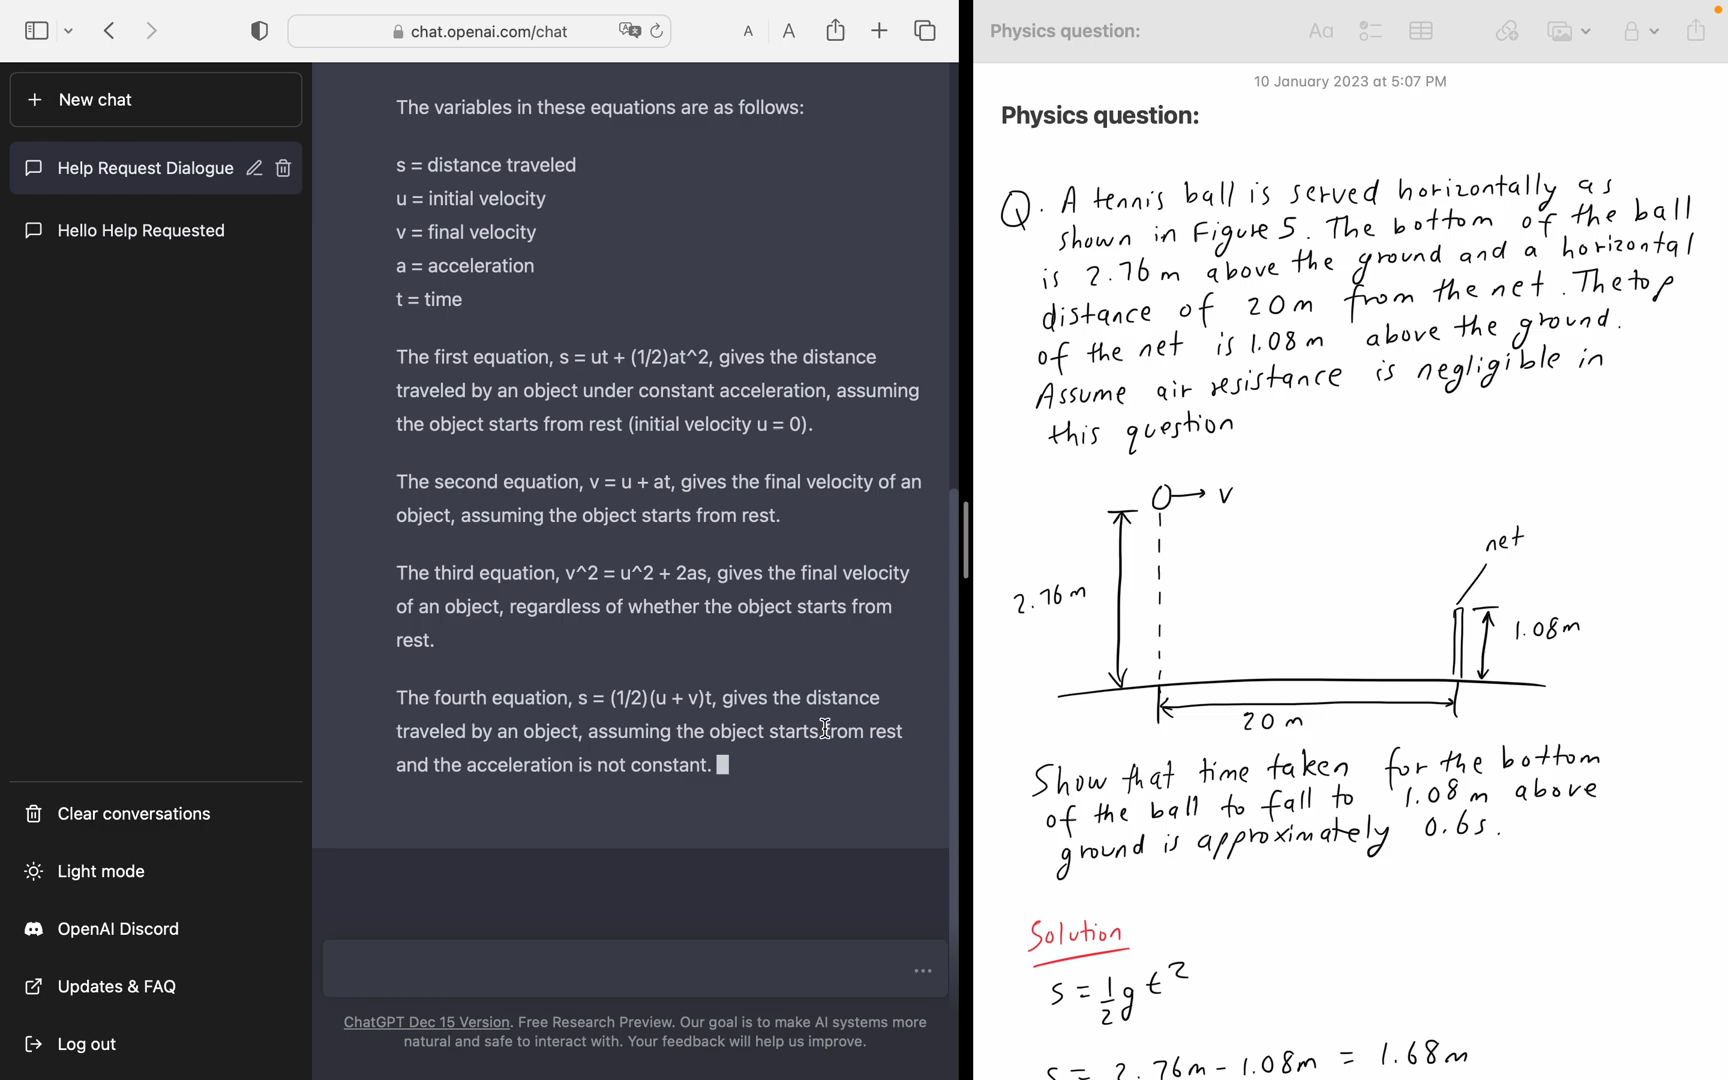 chat.openai.com/chat
A
A
New chat
Help Request Dialogue
Hello Help Requested
Clear conversations
Light mode
OpenAI Discord
Updates & FAQ
Log out
The variables in these equations are as follows:
s = distance traveled
u = initial velocity
v = final velocity
a = acceleration
t = time
The first equation, s = ut + (1/2)at^2, gives the distance
traveled by an object under constant acceleration, assuming
the object starts from rest (initial velocity u = 0).
The second equation, v = u + at, gives the final velocity of an
object, assuming the object starts from rest.
The third equation, v^2 = u^2 + 2as, gives the final velocity
of an object, regardless of whether the object starts from
rest.
The fourth equation, s = (1/2)(u + v)t, gives the distance
traveled by an object, assuming the object starts from rest
and the acceleration is not constant.
ChatGPT Dec 15 Version. Free Research Preview. Our goal is to make AI systems more
natural and safe to interact with. Your feedback will help us improve.
Physics question:
Aa
10 January 2023 at 5:07 PM
Physics question:
Q. A tennis ball is served horizontally as
shown in Figure 5. The bottom of the ball
is 2.76 m above the ground and a horizontal
distance of 20 m from the net. The top
of the net is 1.08 m above the ground.
Assume air resistance is negligible in
this question
v
net
2.76 m
1.08m
20 m
Show that time taken for the bottom
of the ball to fall to 1.08 m above
ground is approximately 0.6s.
Solution
s = 1/2 g t²
s = 2.76m - 1.08m = 1.68m